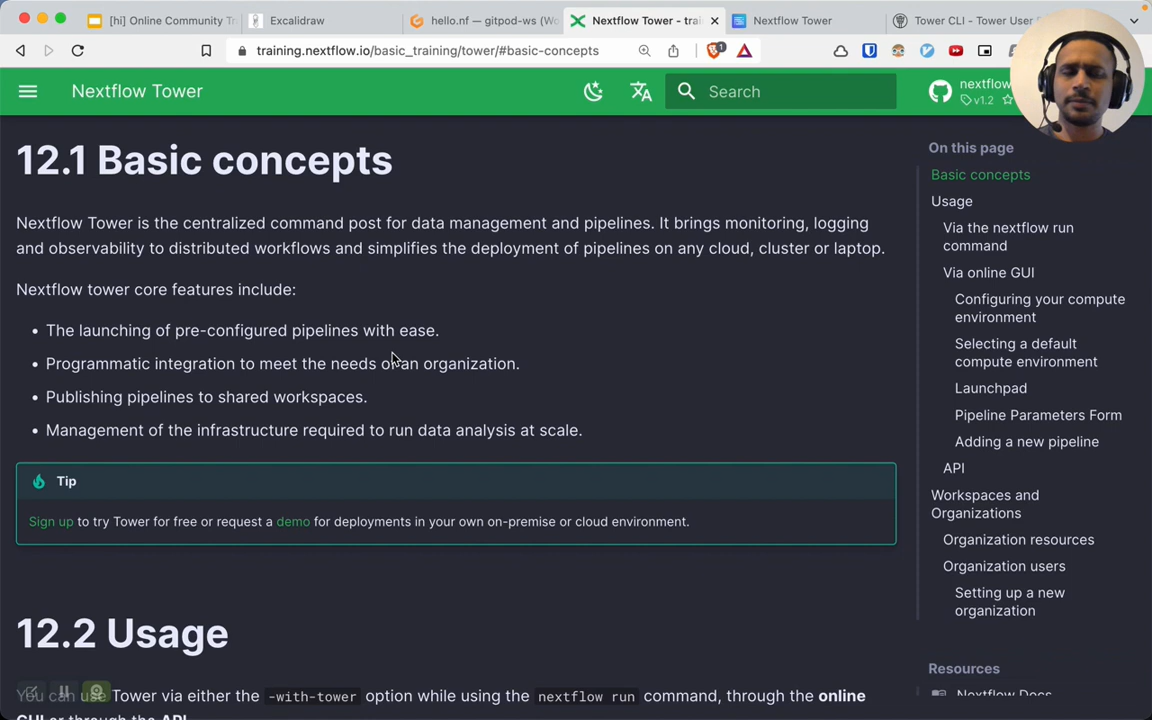 [hi] Online Community Tr
Excalidraw
hello.nf — gitpod-ws (Wo
Nextflow Tower - trai
Nextflow Tower
Tower CLI - Tower User
training.nextflow.io/basic_training/tower/#basic-concepts
1
Nextflow Tower
Search
nextflow
v1.2
12.1 Basic concepts
Nextflow Tower is the centralized command post for data management and pipelines. It brings monitoring, logging
and observability to distributed workflows and simplifies the deployment of pipelines on any cloud, cluster or laptop.
Nextflow tower core features include:
• The launching of pre-configured pipelines with ease.
• Programmatic integration to meet the needs of an organization.
• Publishing pipelines to shared workspaces.
• Management of the infrastructure required to run data analysis at scale.
Tip
Sign up to try Tower for free or request a demo for deployments in your own on-premise or cloud environment.
12.2 Usage
You can use Tower via either the -with-tower option while using the nextflow run command, through the online
GUI or through the API.
On this page
Basic concepts
Usage
Via the nextflow run
command
Via online GUI
Configuring your compute
environment
Selecting a default
compute environment
Launchpad
Pipeline Parameters Form
Adding a new pipeline
API
Workspaces and
Organizations
Organization resources
Organization users
Setting up a new
organization
Resources
Nextflow Docs